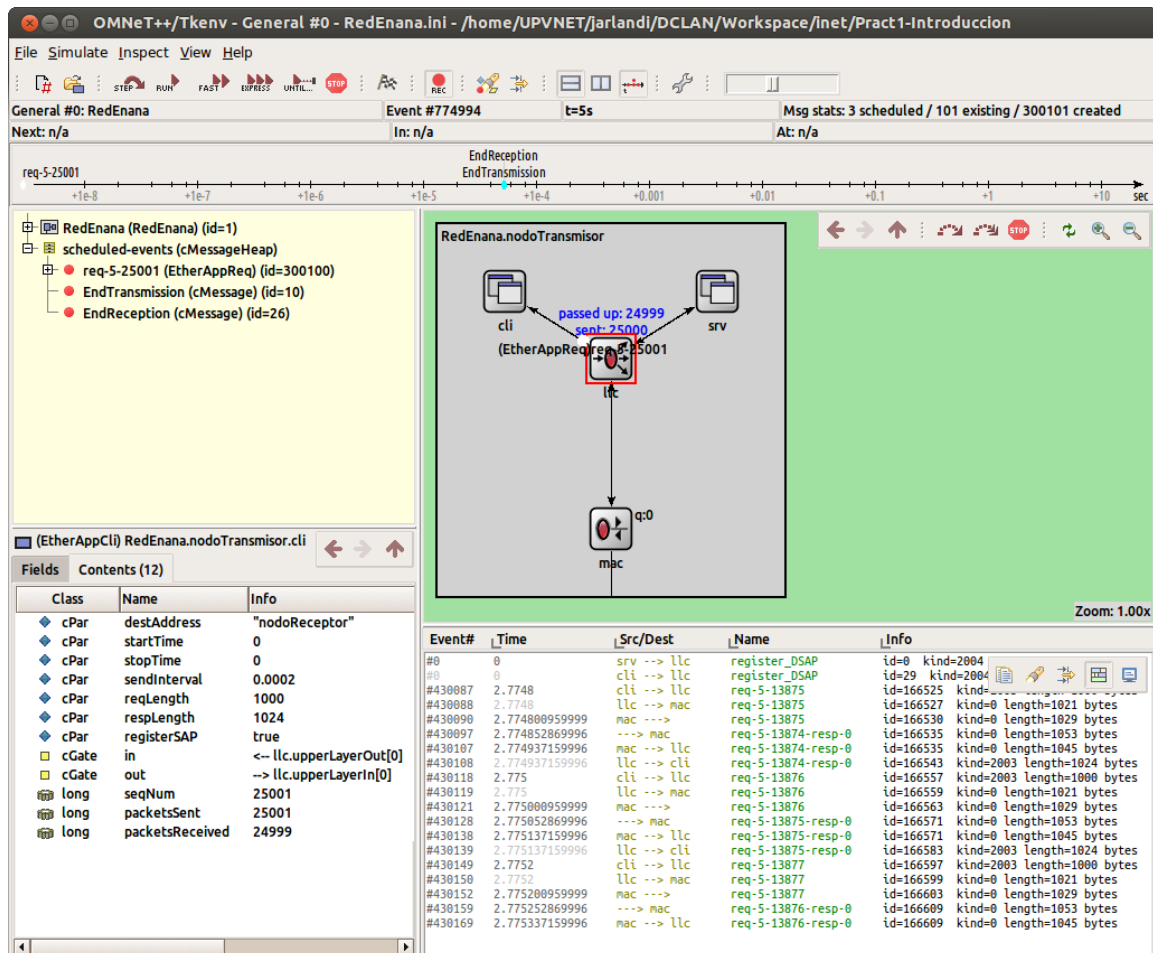 OMNeT++/Tkenv - General #0 - RedEnana.ini - /home/UPVNET/jarlandi/DCLAN/Workspace/inet/Pract1-Introduccion
File Simulate Inspect View Help
STEP RUN FAST EXPRESS UNTIL... STOP REC
General #0: RedEnana Event #774994 t=5s Msg stats: 3 scheduled / 101 existing / 300101 created
Next: n/a In: n/a At: n/a
EndReception
req-5-25001 EndTransmission
+1e-8 +1e-7 +1e-6 +1e-5 +1e-4 +0.001 +0.01 +0.1 +1 +10 sec
RedEnana (RedEnana) (id=1)
scheduled-events (cMessageHeap)
req-5-25001 (EtherAppReq) (id=300100)
EndTransmission (cMessage) (id=10)
EndReception (cMessage) (id=26)
RedEnana.nodoTransmisor
STOP
cli
passed up: 24999
sent: 25000
srv
(EtherAppReq)req-5-25001
llc
q:0
mac
Zoom: 1.00x
(EtherAppCli) RedEnana.nodoTransmisor.cli
Fields Contents (12)
Class Name Info
cPar destAddress "nodoReceptor"
cPar startTime 0
cPar stopTime 0
cPar sendInterval 0.0002
cPar reqLength 1000
cPar respLength 1024
cPar registerSAP true
cGate in <-- llc.upperLayerOut[0]
cGate out --> llc.upperLayerIn[0]
long seqNum 25001
long packetsSent 25001
long packetsReceived 24999
Event# Time Src/Dest Name Info
#0 0 srv --> llc register_DSAP id=0 kind=2004
#0 0 cli --> llc register_DSAP id=29 kind=2004
#430087 2.7748 cli --> llc req-5-13875 id=166525 kind=
#430088 2.7748 llc --> mac req-5-13875 id=166527 kind=0 length=1021 bytes
#430090 2.774800959999 mac ---> req-5-13875 id=166530 kind=0 length=1029 bytes
#430097 2.774852869996 ---> mac req-5-13874-resp-0 id=166535 kind=0 length=1053 bytes
#430107 2.774937159996 mac --> llc req-5-13874-resp-0 id=166535 kind=0 length=1045 bytes
#430108 2.774937159996 llc --> cli req-5-13874-resp-0 id=166543 kind=2003 length=1024 bytes
#430118 2.775 cli --> llc req-5-13876 id=166557 kind=2003 length=1000 bytes
#430119 2.775 llc --> mac req-5-13876 id=166559 kind=0 length=1021 bytes
#430121 2.775000959999 mac ---> req-5-13876 id=166563 kind=0 length=1029 bytes
#430128 2.775052869996 ---> mac req-5-13875-resp-0 id=166571 kind=0 length=1053 bytes
#430138 2.775137159996 mac --> llc req-5-13875-resp-0 id=166571 kind=0 length=1045 bytes
#430139 2.775137159996 llc --> cli req-5-13875-resp-0 id=166583 kind=2003 length=1024 bytes
#430149 2.7752 cli --> llc req-5-13877 id=166597 kind=2003 length=1000 bytes
#430150 2.7752 llc --> mac req-5-13877 id=166599 kind=0 length=1021 bytes
#430152 2.775200959999 mac ---> req-5-13877 id=166603 kind=0 length=1029 bytes
#430159 2.775252869996 ---> mac req-5-13876-resp-0 id=166609 kind=0 length=1053 bytes
#430169 2.775337159996 mac --> llc req-5-13876-resp-0 id=166609 kind=0 length=1045 bytes